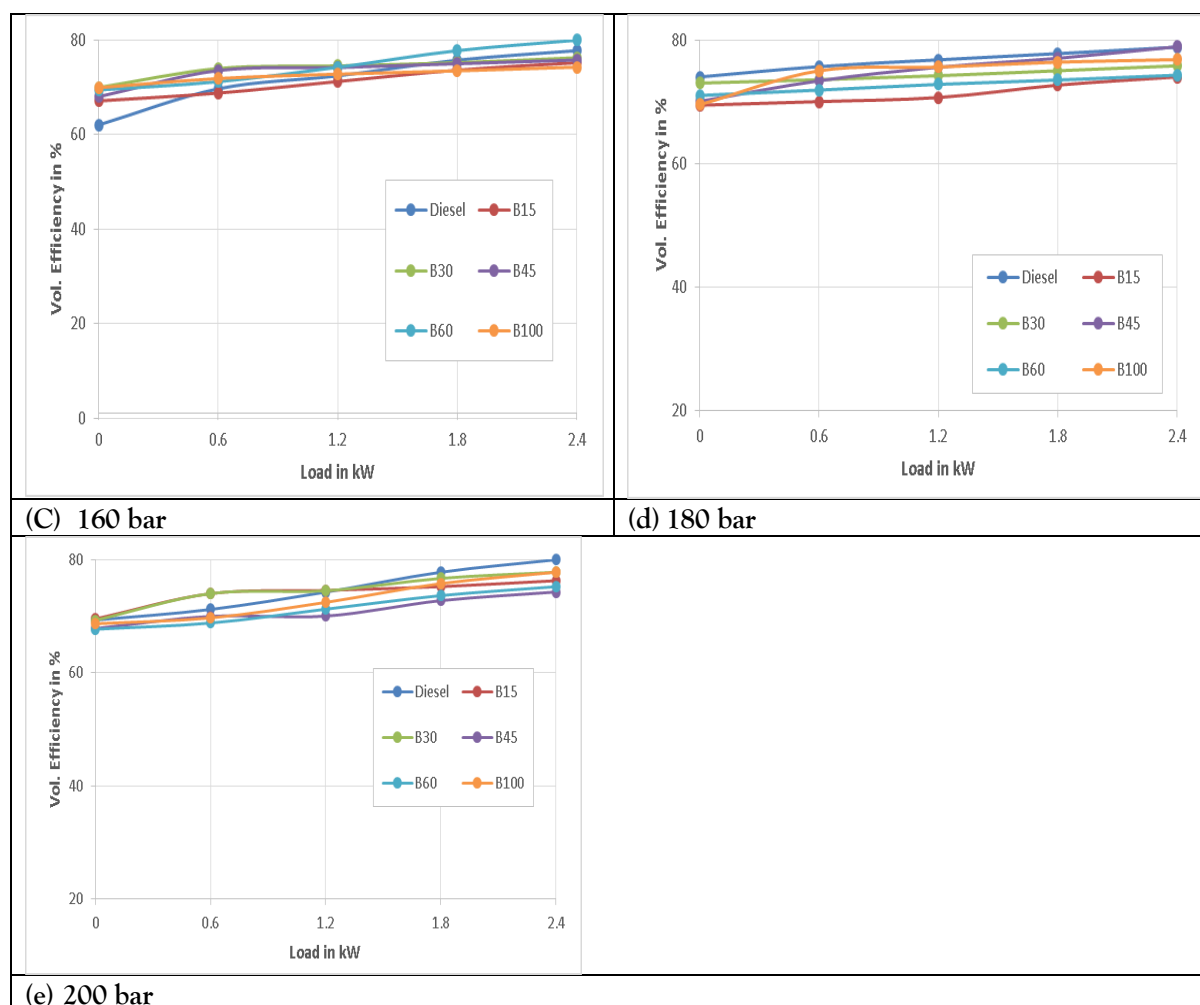 80
60
40
20
0
Vol. Efficiency in %
Diesel B15
B30 B45
B60 B100
0 0.6 1.2 1.8 2.4
Load in kW
(C) 160 bar
80
60
40
20
Vol. Efficiency in %
Diesel B15
B30 B45
B60 B100
0 0.6 1.2 1.8 2.4
Load in kW
(d) 180 bar
80
60
40
20
Vol. Efficiency in %
Diesel B15
B30 B45
B60 B100
0 0.6 1.2 1.8 2.4
Load in kW
(e) 200 bar